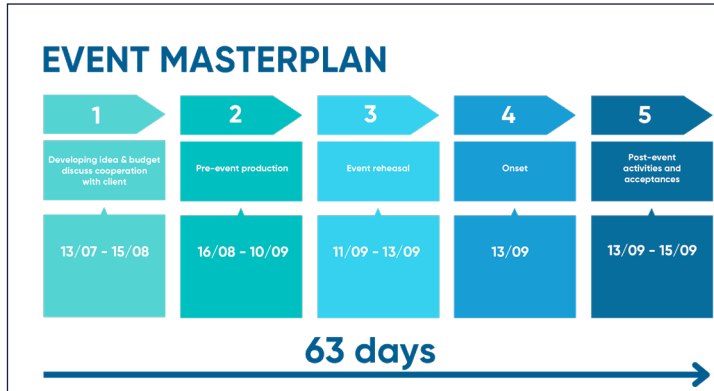 EVENT MASTERPLAN
1
2
3
4
5
Developing idea & budget
discuss cooperation
with client
Pre-event production
Event reheasal
Onset
Post-event
activities and
acceptances
13/07 - 15/08
16/08 - 10/09
11/09 - 13/09
13/09
13/09 - 15/09
63 days